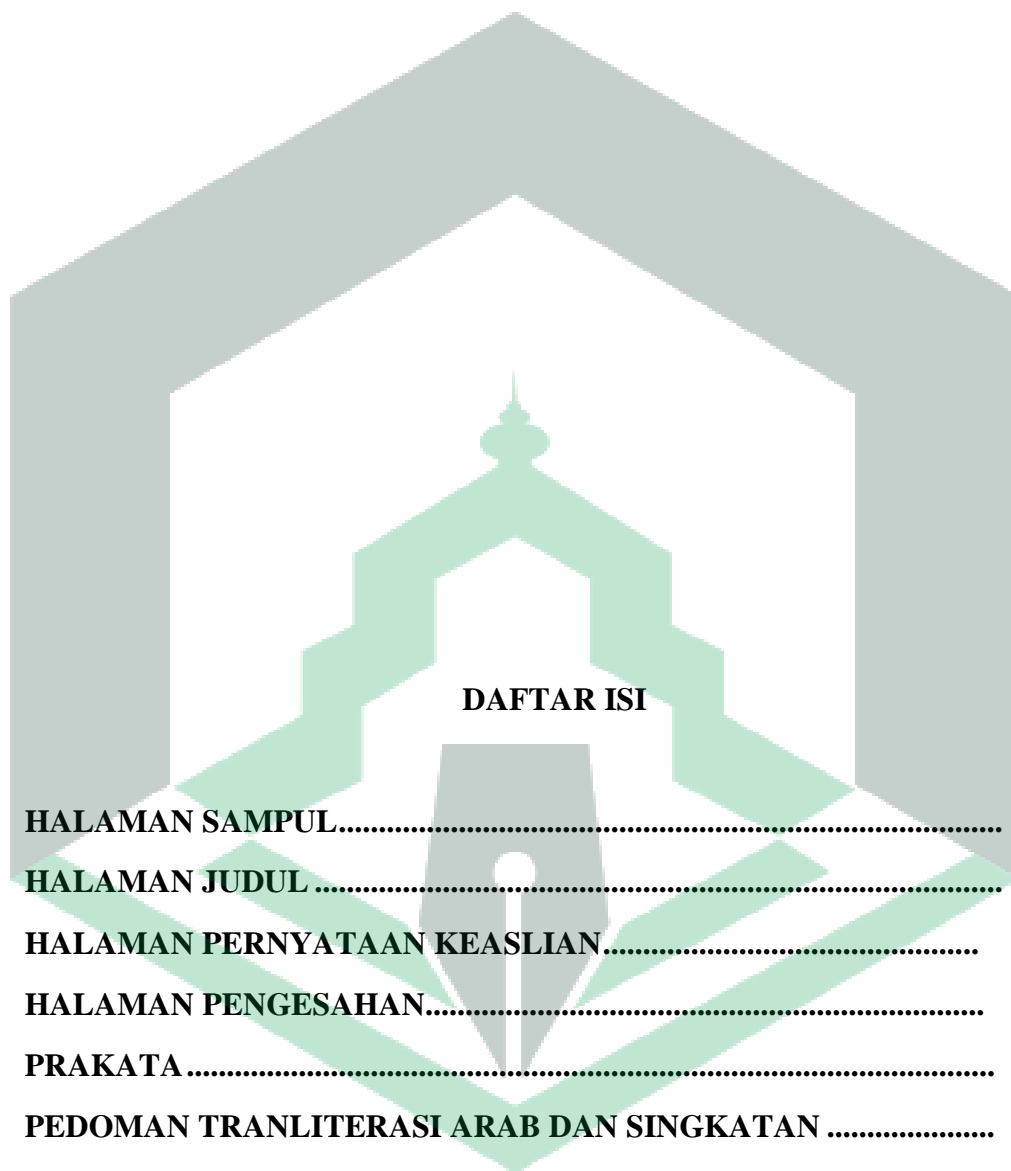 DAFTAR ISI
HALAMAN SAMPUL..................................................................................
HALAMAN JUDUL .....................................................................................
HALAMAN PERNYATAAN KEASLIAN..............................................
HALAMAN PENGESAHAN.....................................................................
PRAKATA ....................................................................................................
PEDOMAN TRANLITERASI ARAB DAN SINGKATAN .....................